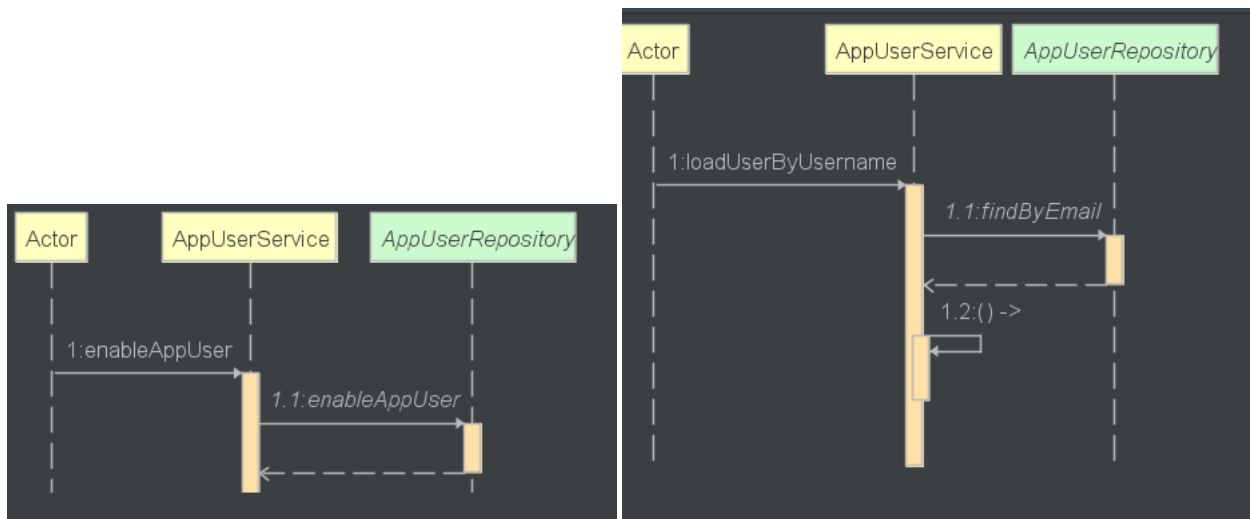 Actor
AppUserService
AppUserRepository
1:enableAppUser
1.1:enableAppUser
Actor
AppUserService
AppUserRepository
1:loadUserByUsername
1.1:findByEmail
1.2:() ->